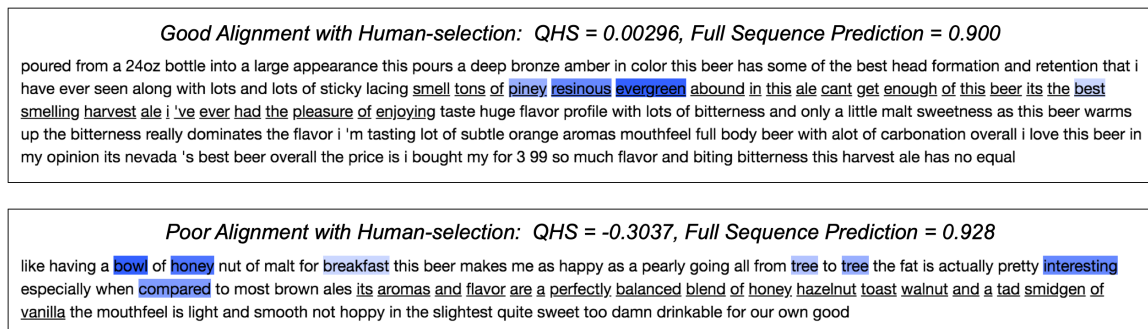 Good Alignment with Human-selection: QHS = 0.00296, Full Sequence Prediction = 0.900
poured from a 24oz bottle into a large appearance this pours a deep bronze amber in color this beer has some of the best head formation and retention that i
have ever seen along with lots and lots of sticky lacing smell tons of piney resinous evergreen abound in this ale cant get enough of this beer its the best
smelling harvest ale i 've ever had the pleasure of enjoying taste huge flavor profile with lots of bitterness and only a little malt sweetness as this beer warms
up the bitterness really dominates the flavor i 'm tasting lot of subtle orange aromas mouthfeel full body beer with alot of carbonation overall i love this beer in
my opinion its nevada 's best beer overall the price is i bought my for 3 99 so much flavor and biting bitterness this harvest ale has no equal
Poor Alignment with Human-selection: QHS = -0.3037, Full Sequence Prediction = 0.928
like having a bowl of honey nut of malt for breakfast this beer makes me as happy as a pearly going all from tree to tree the fat is actually pretty interesting
especially when compared to most brown ales its aromas and flavor are a perfectly balanced blend of honey hazelnut toast walnut and a tad smidgen of
vanilla the mouthfeel is light and smooth not hoppy in the slightest quite sweet too damn drinkable for our own good